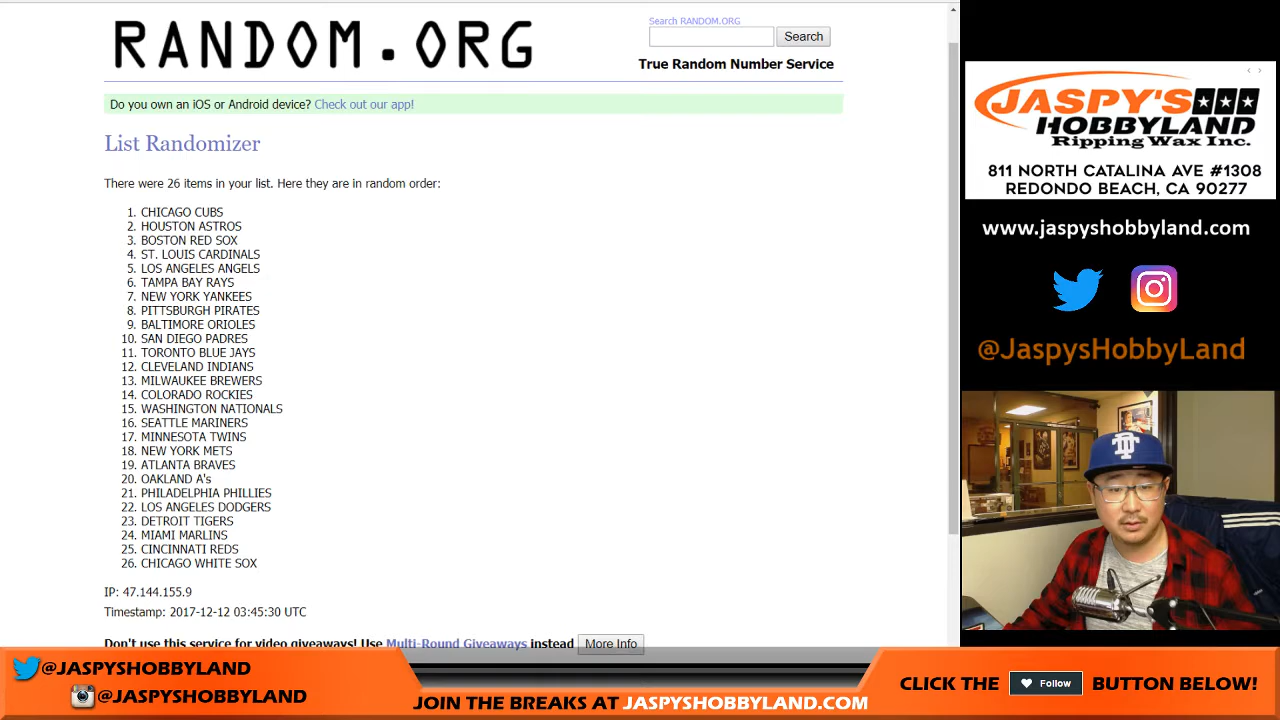 RANDOM.ORG
Search RANDOM.ORG
Search
True Random Number Service
Do you own an iOS or Android device? Check out our app!
List Randomizer
There were 26 items in your list. Here they are in random order:
1. CHICAGO CUBS
2. HOUSTON ASTROS
3. BOSTON RED SOX
4. ST. LOUIS CARDINALS
5. LOS ANGELES ANGELS
6. TAMPA BAY RAYS
7. NEW YORK YANKEES
8. PITTSBURGH PIRATES
9. BALTIMORE ORIOLES
10. SAN DIEGO PADRES
11. TORONTO BLUE JAYS
12. CLEVELAND INDIANS
13. MILWAUKEE BREWERS
14. COLORADO ROCKIES
15. WASHINGTON NATIONALS
16. SEATTLE MARINERS
17. MINNESOTA TWINS
18. NEW YORK METS
19. ATLANTA BRAVES
20. OAKLAND A's
21. PHILADELPHIA PHILLIES
22. LOS ANGELES DODGERS
23. DETROIT TIGERS
24. MIAMI MARLINS
25. CINCINNATI REDS
26. CHICAGO WHITE SOX
IP: 47.144.155.9
Timestamp: 2017-12-12 03:45:30 UTC
Don't use this service for video giveaways! Use Multi-Round Giveaways instead More Info
JASPY'S
HOBBYLAND
Ripping Wax Inc.
811 NORTH CATALINA AVE #1308
REDONDO BEACH, CA 90277
www.jaspyshobbyland.com
@JaspysHobbyLand
@JASPYSHOBBYLAND
@JASPYSHOBBYLAND
JOIN THE BREAKS AT JASPYSHOBBYLAND.COM
CLICK THE Follow BUTTON BELOW!